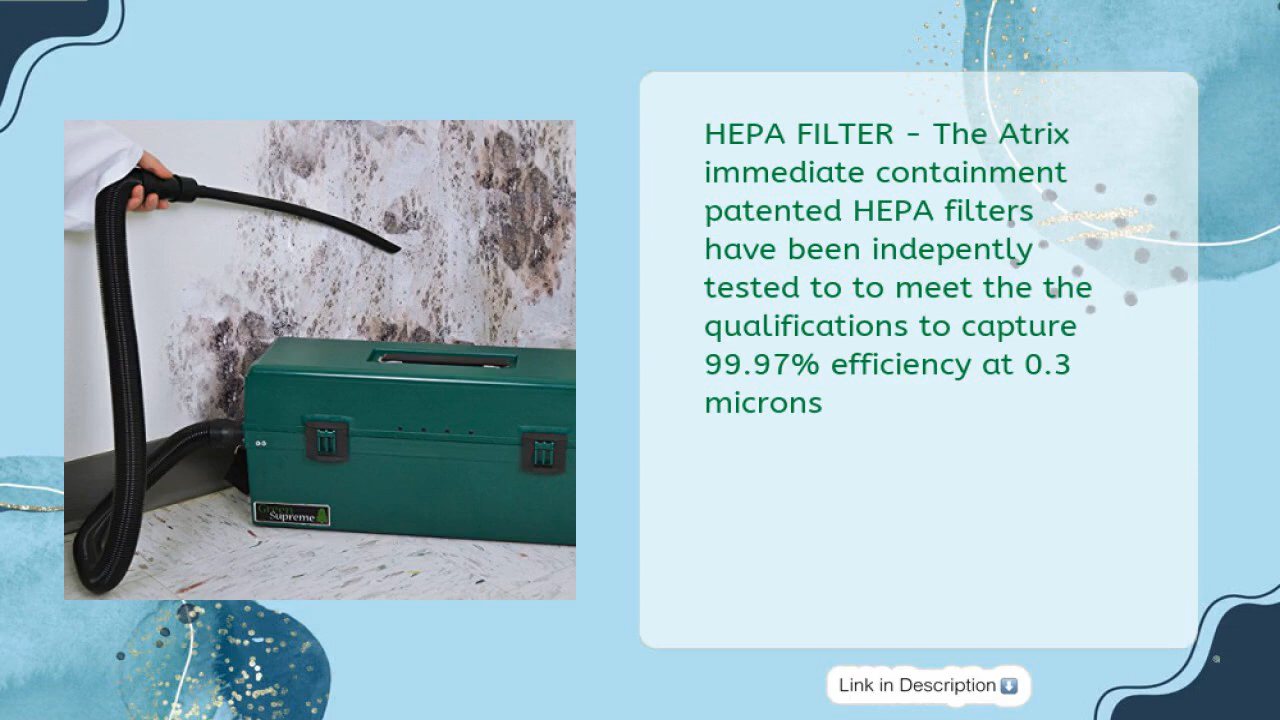 HEPA FILTER - The Atrix
immediate containment
patented HEPA filters
have been indepently
tested to to meet the the
qualifications to capture
99.97% efficiency at 0.3
microns
Green
Supreme
Link in Description